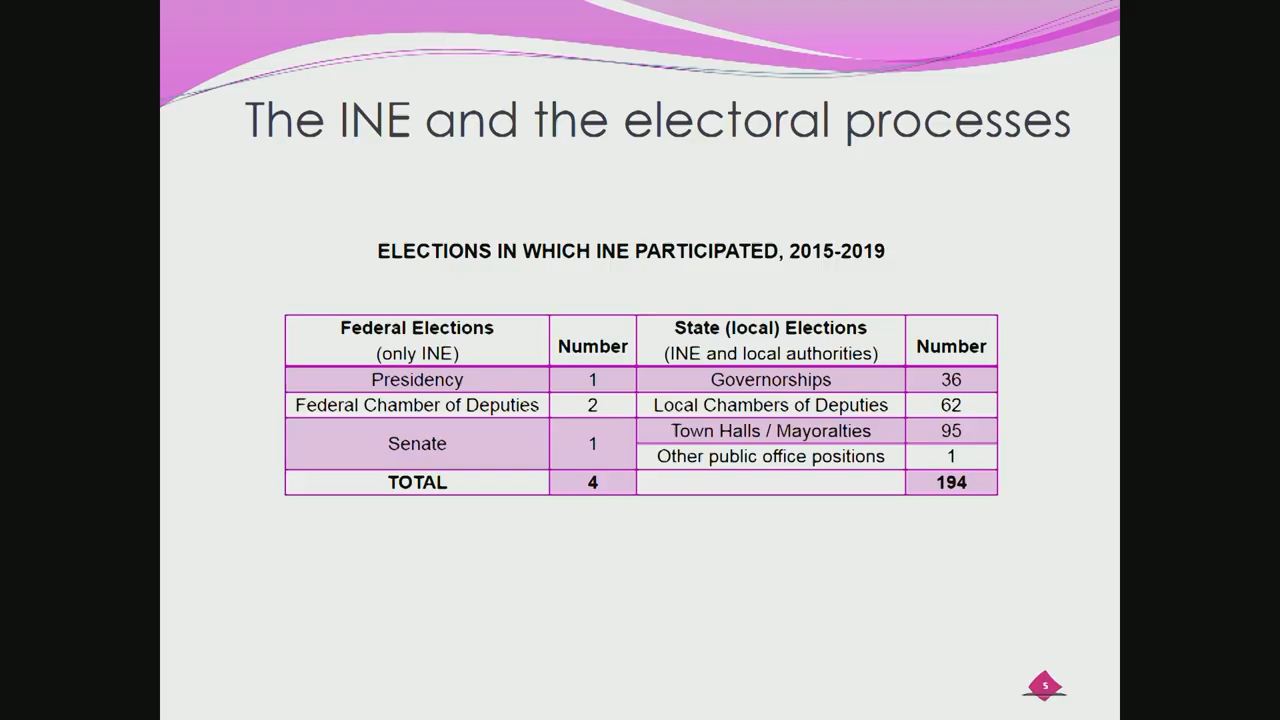 The INE and the electoral processes
ELECTIONS IN WHICH INE PARTICIPATED, 2015-2019
Federal Elections
(only INE)
Number
State (local) Elections
(INE and local authorities)
Number
Presidency 1 Governorships 36
Federal Chamber of Deputies 2 Local Chambers of Deputies 62
Senate 1 Town Halls / Mayoralties 95
Other public office positions 1
TOTAL 4 194
5